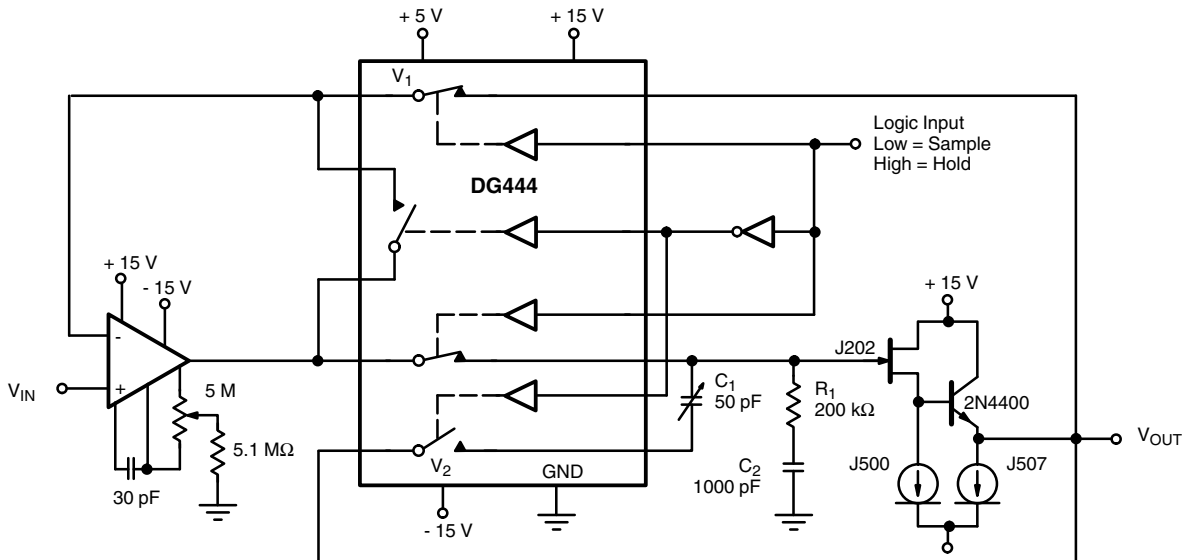 + 5 V
+ 15 V
V1
Logic Input
Low = Sample
High = Hold
DG444
+ 15 V
- 15 V
+ 15 V
-
+
VIN
5 M
5.1 MΩ
30 pF
J202
C1
50 pF
R1
200 kΩ
2N4400
VOUT
V2
GND
C2
1000 pF
J500
J507
- 15 V